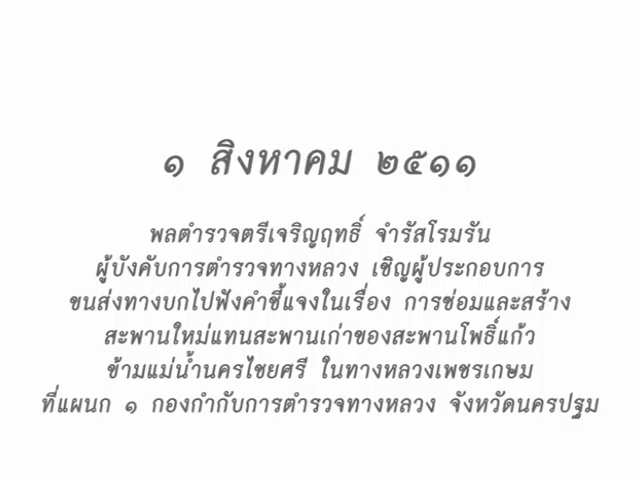 ๑ สิงหาคม ๒๕๑๑
พลตำรวจตรีเจริญฤทธิ์ จำรัสโรมรัน
ผู้บังคับการตำรวจทางหลวง เชิญผู้ประกอบการ
ขนส่งทางบกไปฟังคำชี้แจงในเรื่อง การซ่อมและสร้าง
สะพานใหม่แทนสะพานเก่าของสะพานโพธิ์แก้ว
ข้ามแม่น้ำนครไชยศรี ในทางหลวงเพชรเกษม
ที่แผนก ๑ กองกำกับการตำรวจทางหลวง จังหวัดนครปฐม